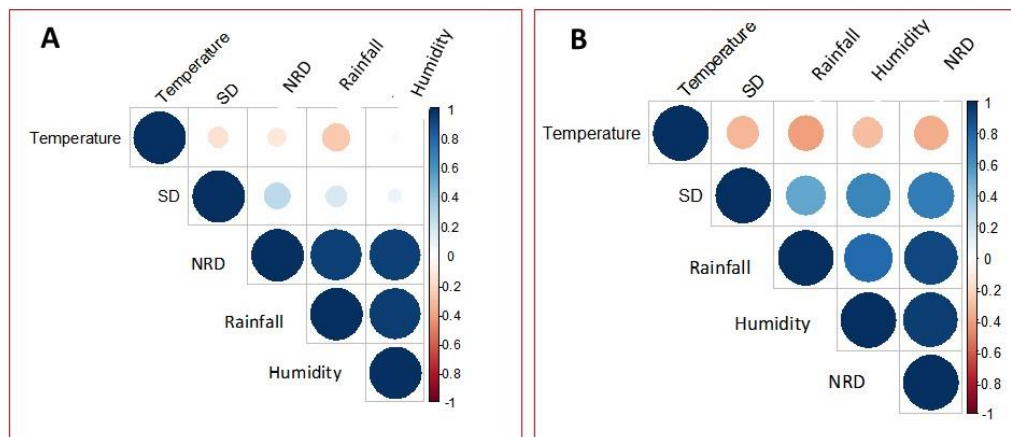 A
Temperature
SD
NRD
Rainfall
Humidity
Temperature
SD
NRD
Rainfall
Humidity
1
0.8
0.6
0.4
0.2
0
-0.2
-0.4
-0.6
-0.8
-1
B
Temperature
SD
Rainfall
Humidity
NRD
Temperature
SD
Rainfall
Humidity
NRD
1
0.8
0.6
0.4
0.2
0
-0.2
-0.4
-0.6
-0.8
-1